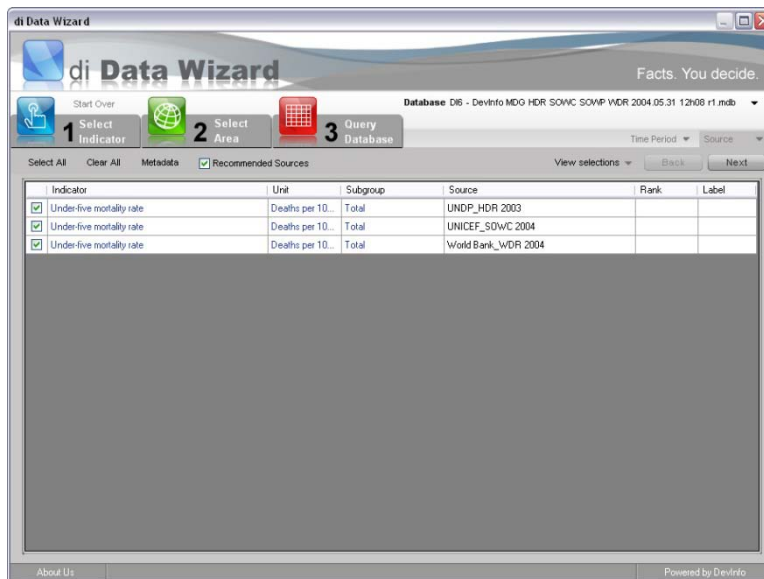 di Data Wizard
di Data Wizard
Facts. You decide.
Start Over
Database DI6 - DevInfo MDG HDR SOWC SOWP WDR 2004.05.31 12h08 r1.mdb
1 Select Indicator
2 Select Area
3 Query Database
Time Period Source
Select All Clear All Metadata Recommended Sources View selections Back Next
Indicator Unit Subgroup Source Rank Label
Under-five mortality rate Deaths per 10... Total UNDP_HDR 2003
Under-five mortality rate Deaths per 10... Total UNICEF_SOWC 2004
Under-five mortality rate Deaths per 10... Total World Bank_WDR 2004
About Us Powered by DevInfo